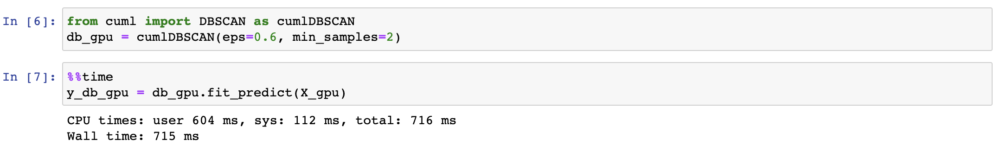 In [6]: from cuml import DBSCAN as cumlDBSCAN
db_gpu = cumlDBSCAN(eps=0.6, min_samples=2)
In [7]: %%time
y_db_gpu = db_gpu.fit_predict(X_gpu)
CPU times: user 604 ms, sys: 112 ms, total: 716 ms
Wall time: 715 ms